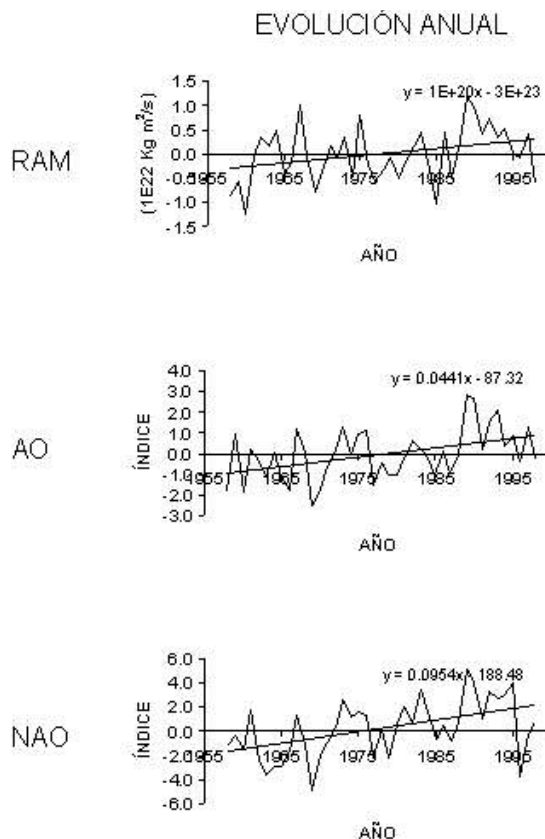 EVOLUCIÓN ANUAL
RAM
(1E22 Kg m²/s)
1.5
1.0
0.5
0.0
-0.5
-1.0
-1.5
y = 1E+20x - 3E+23
1955 1965 1975 1985 1995
AÑO
AO
ÍNDICE
4.0
3.0
2.0
1.0
0.0
-1.0
-2.0
-3.0
y = 0.0441x - 87.32
1955 1965 1975 1985 1995
AÑO
NAO
ÍNDICE
6.0
4.0
2.0
0.0
-2.0
-4.0
-6.0
y = 0.0954x - 188.48
1955 1965 1975 1985 1995
AÑO